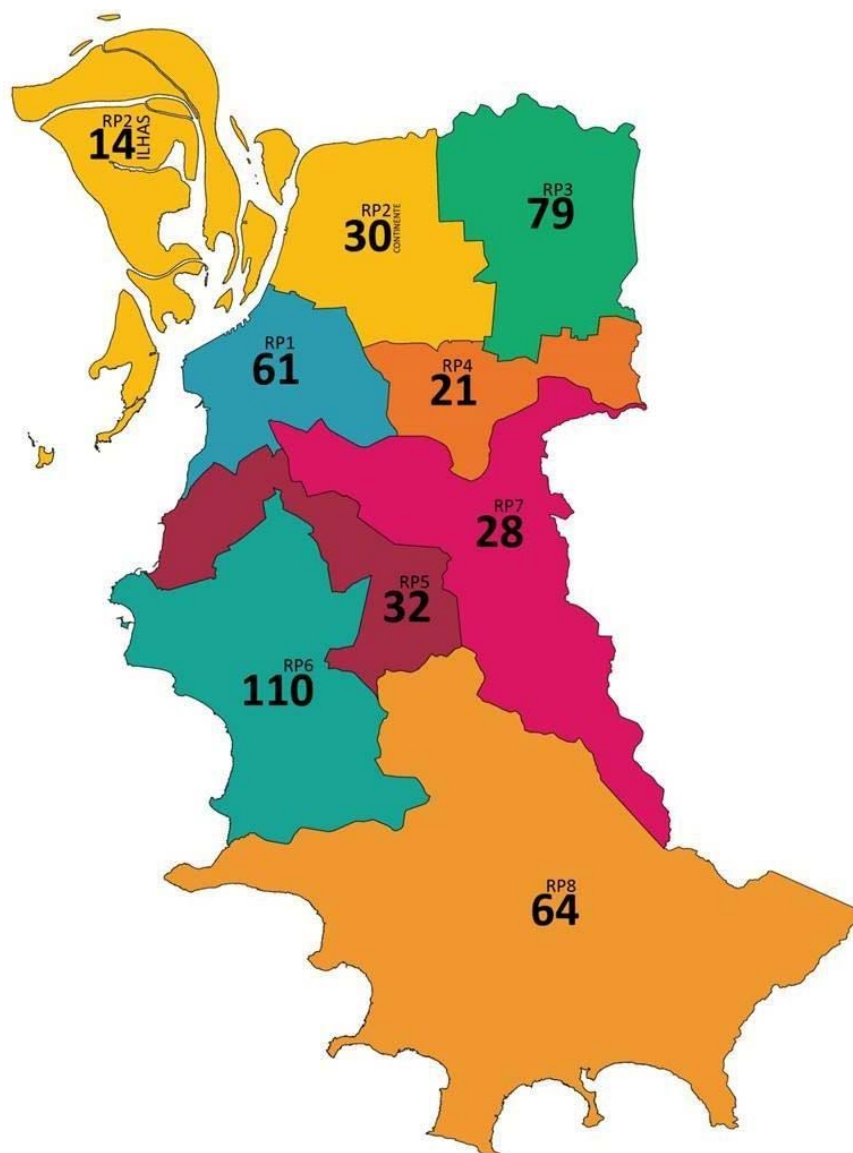 RP2
14
ILHAS
RP2
30
CONTINENTE
RP3
79
RP1
61
RP4
21
RP7
28
RP5
32
RP6
110
RP8
64